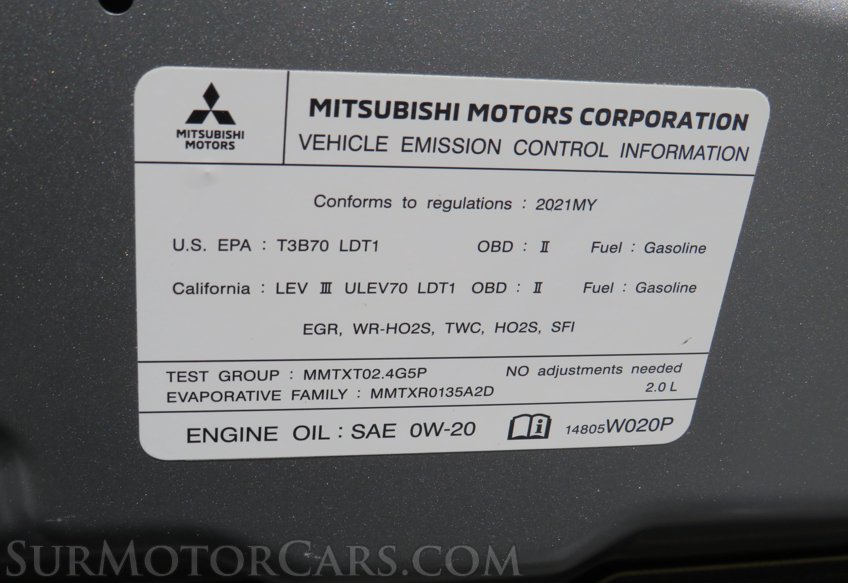 MITSUBISHI
MOTORS
MITSUBISHI MOTORS CORPORATION
VEHICLE EMISSION CONTROL INFORMATION
Conforms to regulations : 2021MY
U.S. EPA : T3B70 LDT1 OBD : Ⅱ Fuel : Gasoline
California : LEV Ⅲ ULEV70 LDT1 OBD : Ⅱ Fuel : Gasoline
EGR, WR-HO2S, TWC, HO2S, SFI
TEST GROUP : MMTXT02.4G5P NO adjustments needed
EVAPORATIVE FAMILY : MMTXR0135A2D 2.0 L
ENGINE OIL : SAE 0W-20 14805W020P
SURMOTORCARS.COM